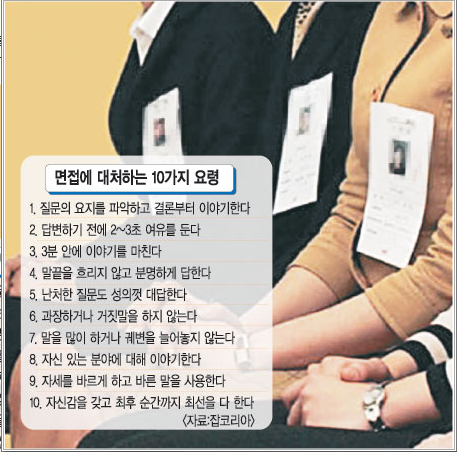 면접에 대처하는 10가지 요령
1. 질문의 요지를 파악하고 결론부터 이야기한다
2. 답변하기 전에 2~3초 여유를 둔다
3. 3분 안에 이야기를 마친다
4. 말끝을 흐리지 않고 분명하게 답한다
5. 난처한 질문도 성의껏 대답한다
6. 과장하거나 거짓말을 하지 않는다
7. 말을 많이 하거나 궤변을 늘어놓지 않는다
8. 자신 있는 분야에 대해 이야기한다
9. 자세를 바르게 하고 바른 말을 사용한다
10. 자신감을 갖고 최후 순간까지 최선을 다 한다
〈자료:잡코리아〉